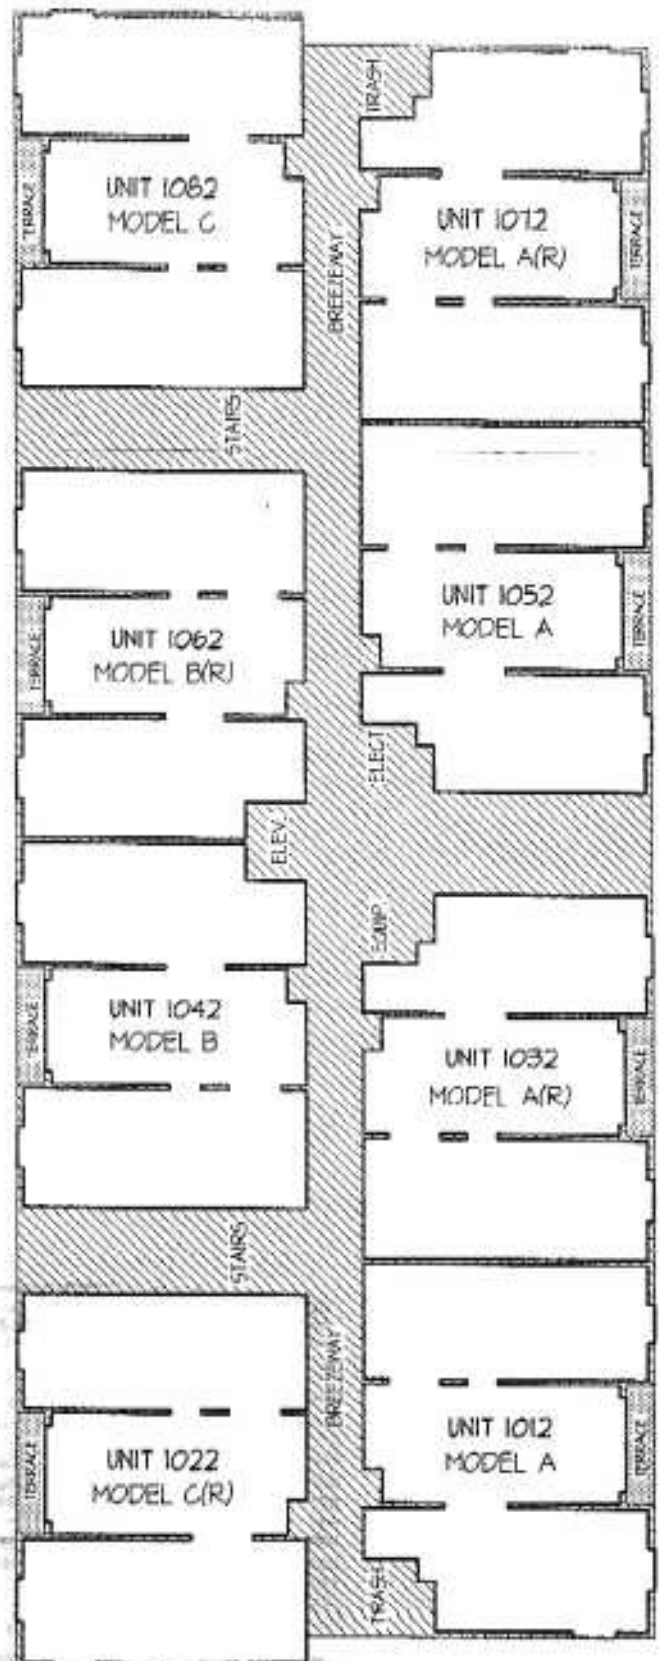 TRASH
TERRACE
UNIT 1082
MODEL C
UNIT 1072
MODEL A(R)
TERRACE
BREEZEWAY
STAIRS
UNIT 1052
MODEL A
TERRACE
TERRACE
UNIT 1062
MODEL B(R)
ELECT
ELEV.
EQUIP.
TERRACE
UNIT 1042
MODEL B
UNIT 1032
MODEL A(R)
TERRACE
STAIRS
BREEZEWAY
TERRACE
UNIT 1022
MODEL C(R)
UNIT 1012
MODEL A
TERRACE
TRASH